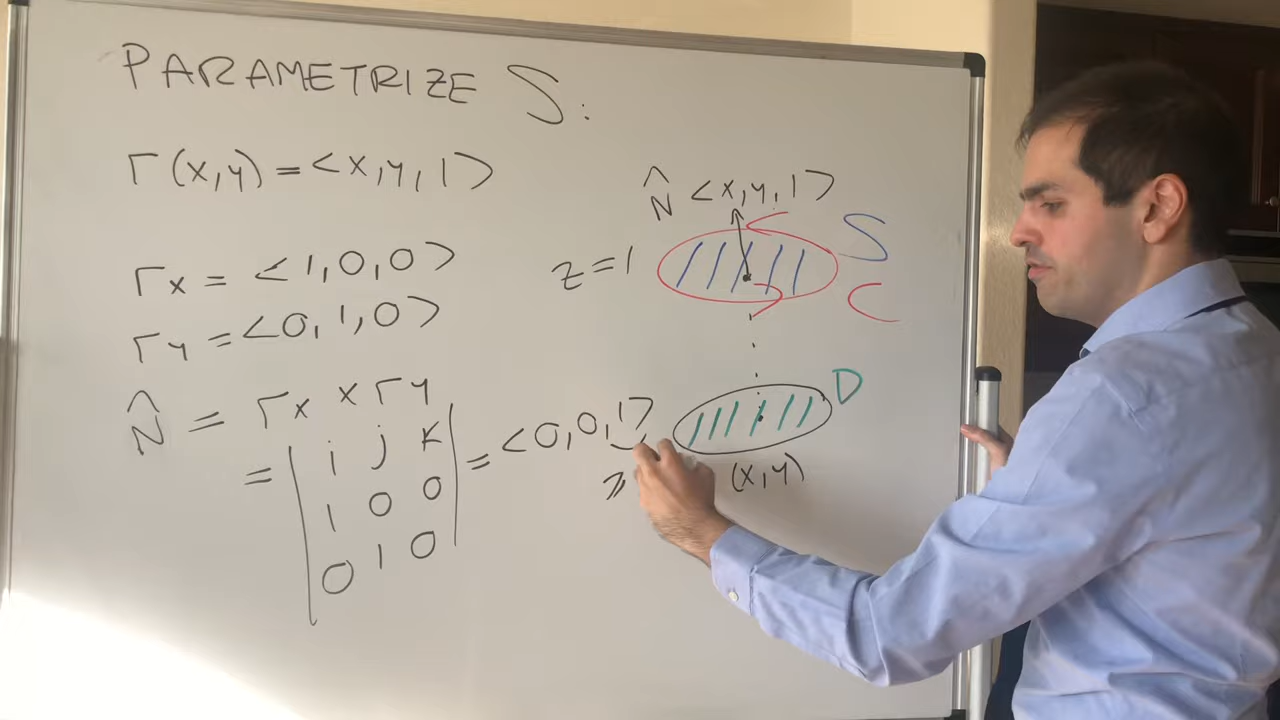 PARAMETRIZE S:
r(x,y) = <x,y,1>
N̂ <x,y,1>
S
z=1
rx = <1,0,0>
C
ry = <0,1,0>
D
N̂ = rx x ry
= | i j k | = <0,0,1>
| 1 0 0 | ≥
(x,y)
| 0 1 0 |